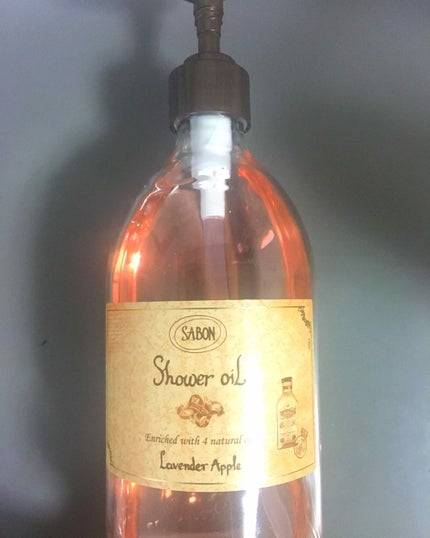 SABON
Shower oil
Enriched with 4 natural
Lavender Apple